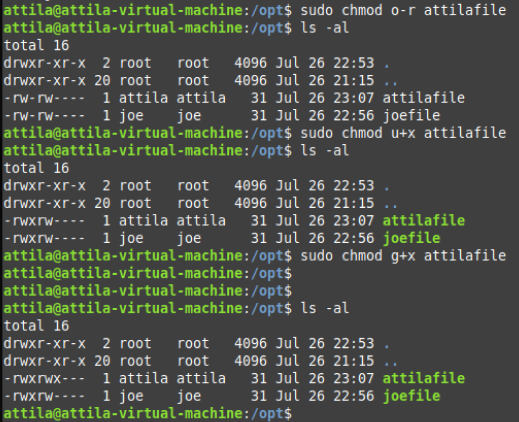 attila@attila-virtual-machine:/opt$ sudo chmod o-r attilafile
attila@attila-virtual-machine:/opt$ ls -al
total 16
drwxr-xr-x  2 root   root   4096 Jul 26 22:53 .
drwxr-xr-x 20 root   root   4096 Jul 26 21:15 ..
-rw-rw----  1 attila attila   31 Jul 26 23:07 attilafile
-rw-rw----  1 joe    joe      31 Jul 26 22:56 joefile
attila@attila-virtual-machine:/opt$ sudo chmod u+x attilafile
attila@attila-virtual-machine:/opt$ ls -al
total 16
drwxr-xr-x  2 root   root   4096 Jul 26 22:53 .
drwxr-xr-x 20 root   root   4096 Jul 26 21:15 ..
-rwxrw----  1 attila attila   31 Jul 26 23:07 attilafile
-rwxrw----  1 joe    joe      31 Jul 26 22:56 joefile
attila@attila-virtual-machine:/opt$ sudo chmod g+x attilafile
attila@attila-virtual-machine:/opt$
attila@attila-virtual-machine:/opt$
attila@attila-virtual-machine:/opt$ ls -al
total 16
drwxr-xr-x  2 root   root   4096 Jul 26 22:53 .
drwxr-xr-x 20 root   root   4096 Jul 26 21:15 ..
-rwxrwx---  1 attila attila   31 Jul 26 23:07 attilafile
-rwxrw----  1 joe    joe      31 Jul 26 22:56 joefile
attila@attila-virtual-machine:/opt$